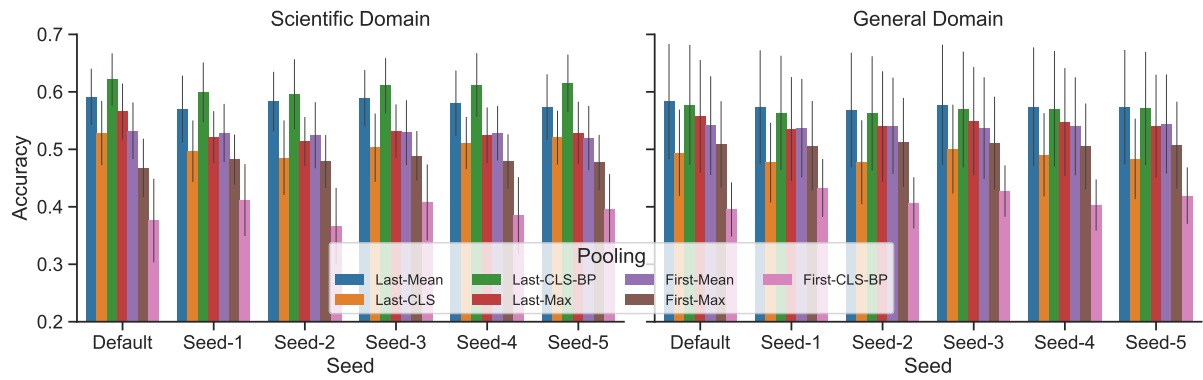 Scientific Domain
General Domain
Accuracy
0.7
0.6
0.5
0.4
0.3
0.2
Pooling
Last-Mean
Last-CLS
Last-CLS-BP
Last-Max
First-Mean
First-Max
First-CLS-BP
Default Seed-1 Seed-2 Seed-3 Seed-4 Seed-5
Seed
Default Seed-1 Seed-2 Seed-3 Seed-4 Seed-5
Seed